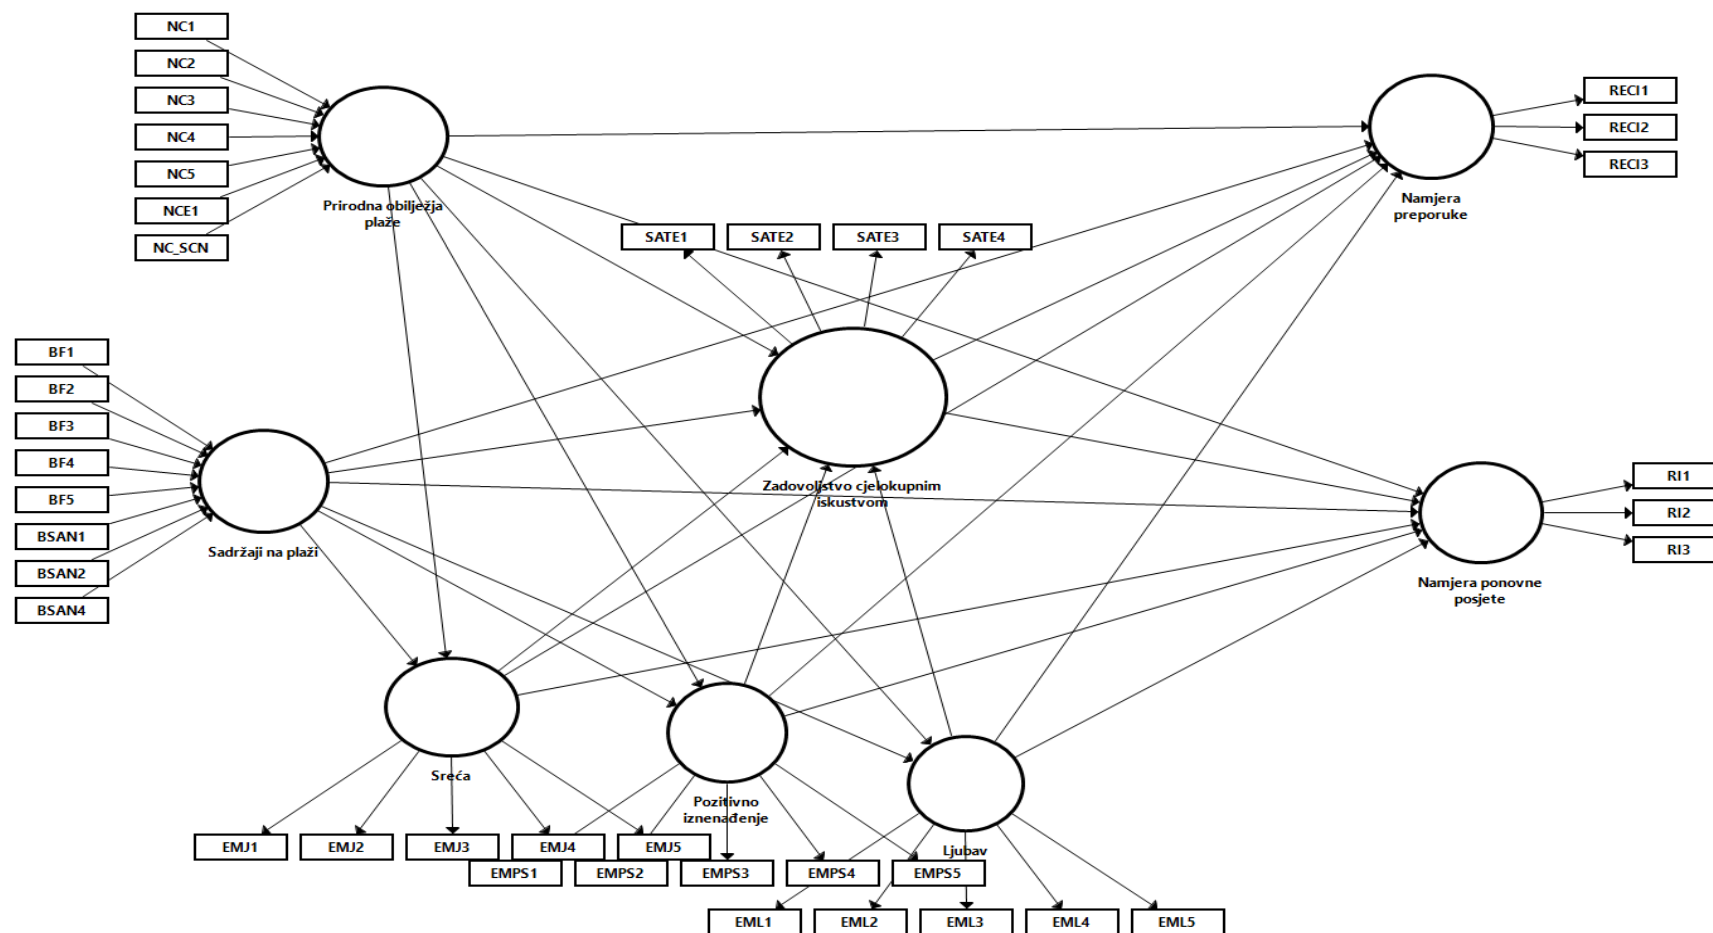 NC1
NC2
NC3
NC4
NC5
NCE1
NC_SCN
Prirodna obilježja
plaže
SATE1
SATE2
SATE3
SATE4
Namjera
preporuke
RECI1
RECI2
RECI3
BF1
BF2
BF3
BF4
BF5
BSAN1
BSAN2
BSAN4
Sadržaji na plaži
Zadovoljstvo cjelokupnim
iskustvom
Namjera ponovne
posjete
RI1
RI2
RI3
Sreća
Pozitivno
iznenađenje
Ljubav
EMJ1
EMJ2
EMJ3
EMJ4
EMJ5
EMPS1
EMPS2
EMPS3
EMPS4
EMPS5
EML1
EML2
EML3
EML4
EML5